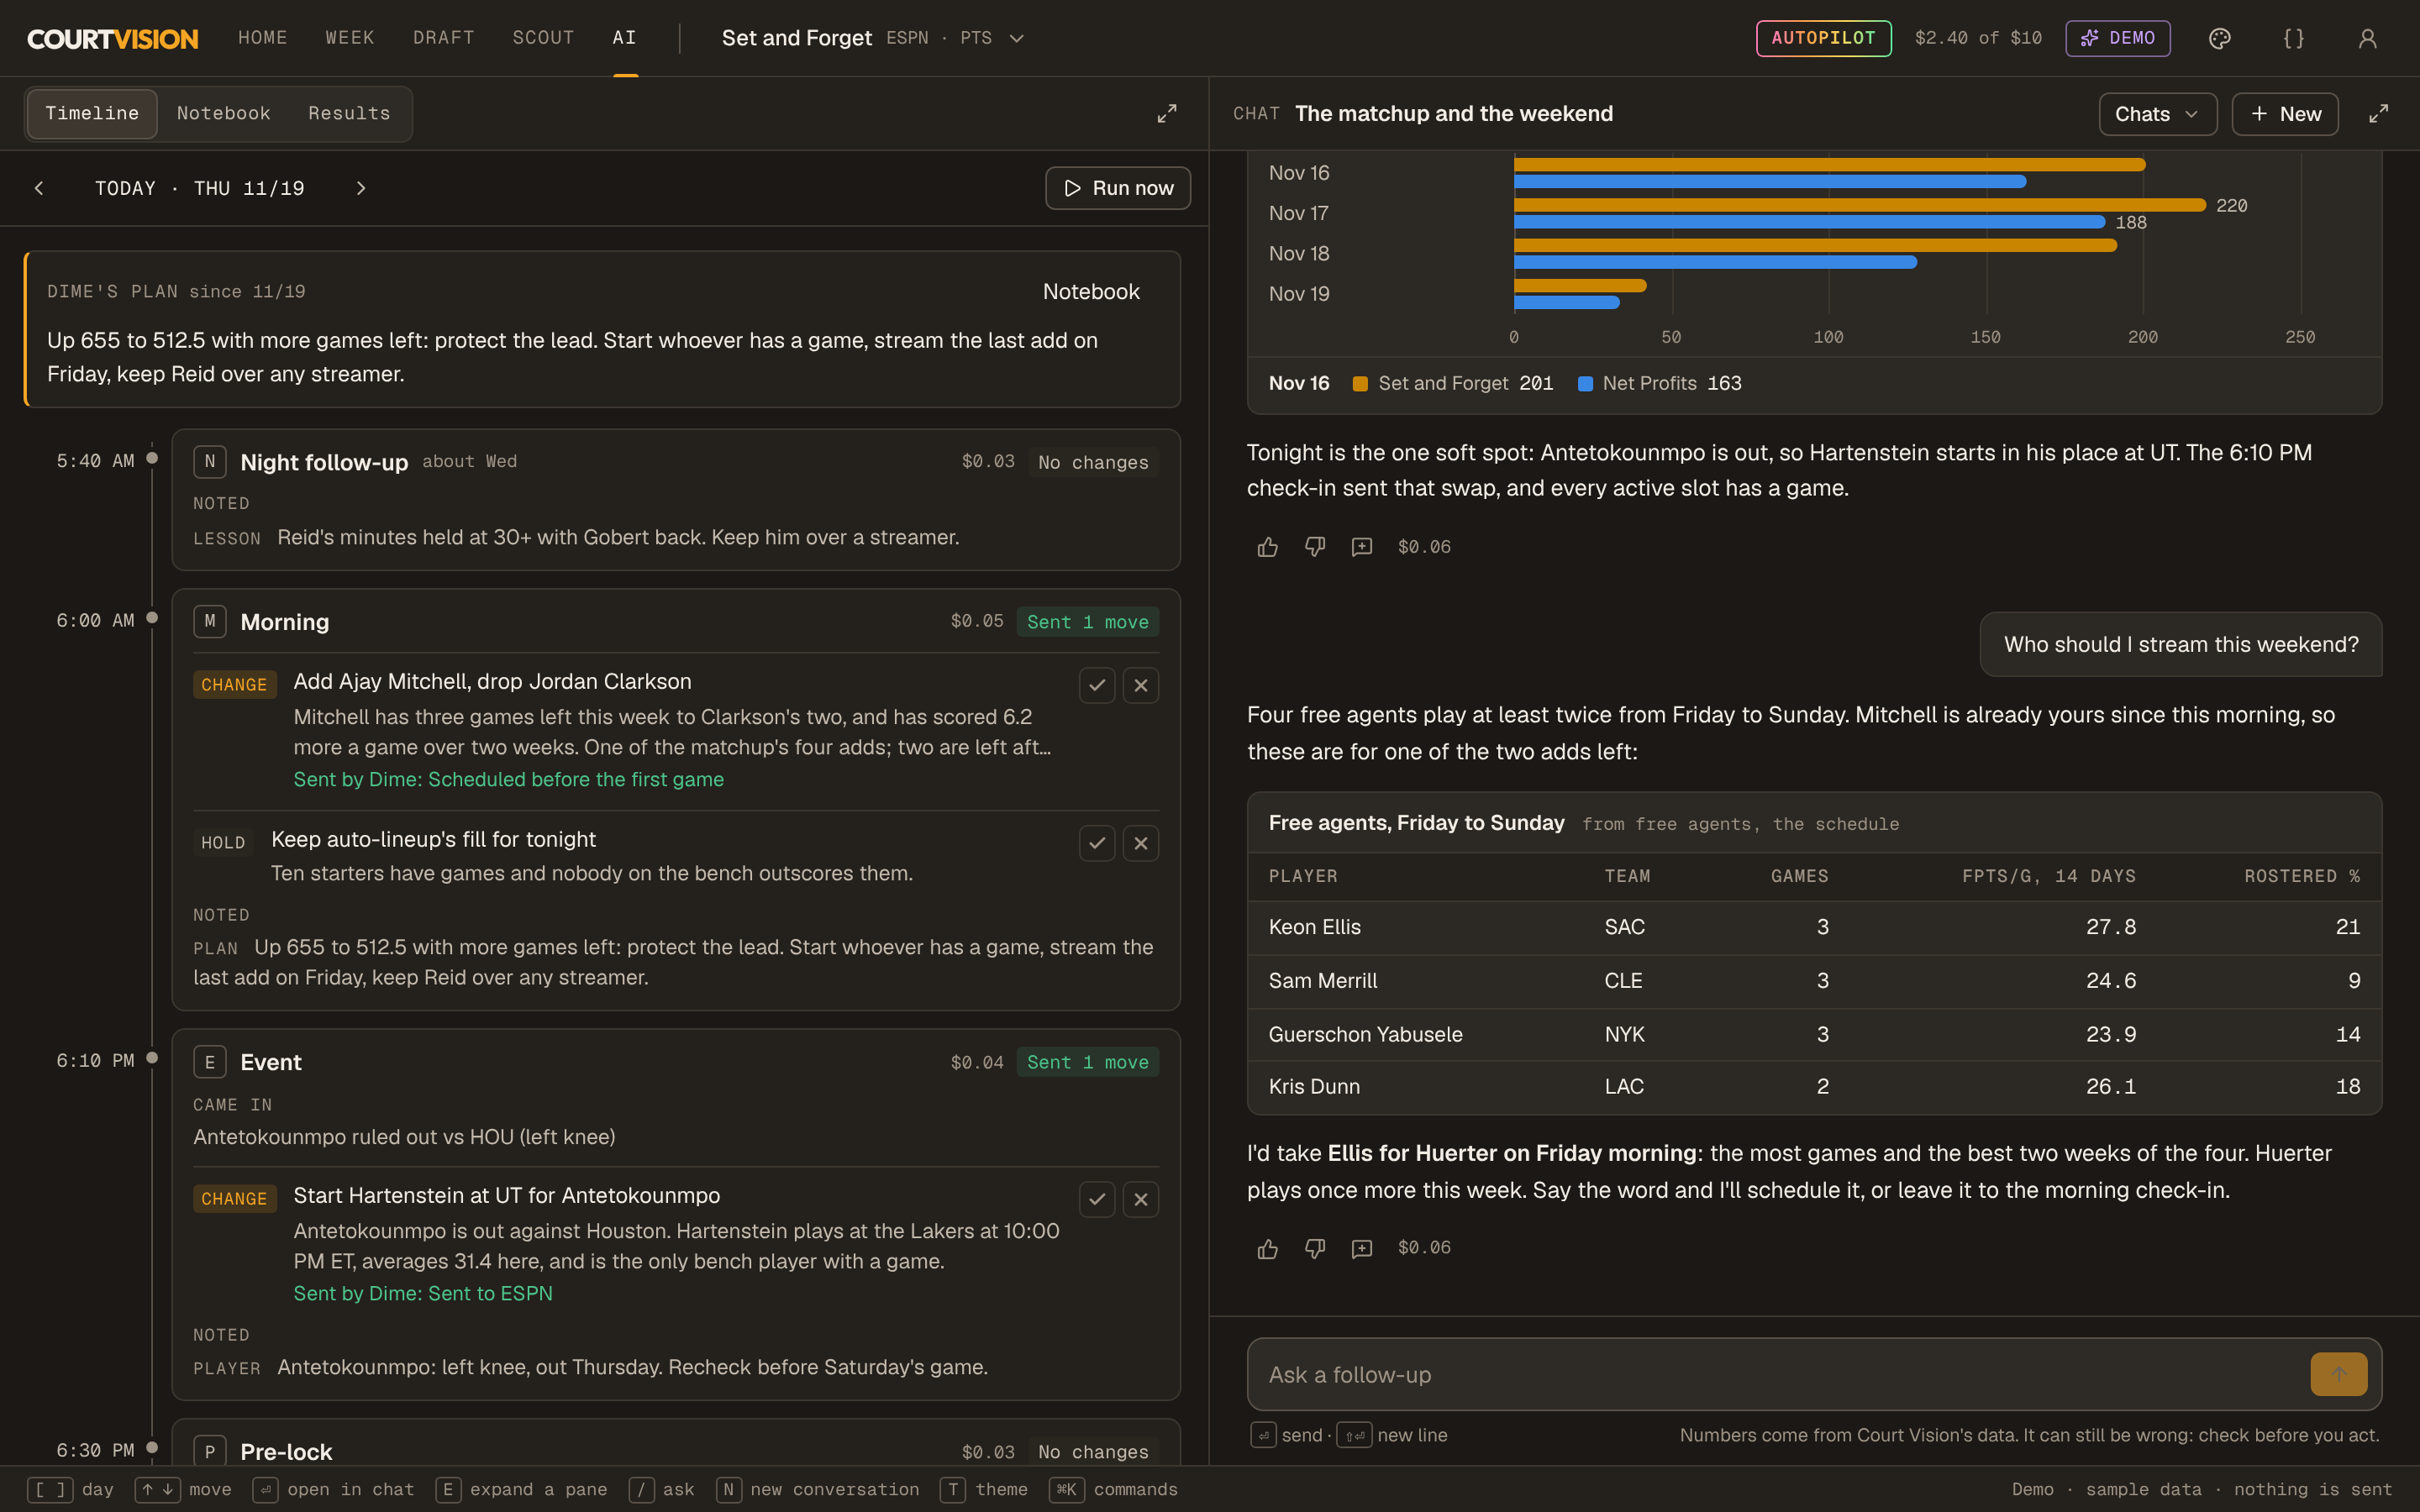 COURTVISION HOME WEEK DRAFT SCOUT AI Set and Forget ESPN · PTS AUTOPILOT $2.40 of $10 DEMO { }
Timeline Notebook Results
TODAY · THU 11/19 Run now
DIME'S PLAN since 11/19 Notebook
Up 655 to 512.5 with more games left: protect the lead. Start whoever has a game, stream the last add on
Friday, keep Reid over any streamer.
5:40 AM N Night follow-up about Wed $0.03 No changes
NOTED
LESSON Reid's minutes held at 30+ with Gobert back. Keep him over a streamer.
6:00 AM M Morning $0.05 Sent 1 move
CHANGE Add Ajay Mitchell, drop Jordan Clarkson
Mitchell has three games left this week to Clarkson's two, and has scored 6.2
more a game over two weeks. One of the matchup's four adds; two are left aft…
Sent by Dime: Scheduled before the first game
HOLD Keep auto-lineup's fill for tonight
Ten starters have games and nobody on the bench outscores them.
NOTED
PLAN Up 655 to 512.5 with more games left: protect the lead. Start whoever has a game, stream the
last add on Friday, keep Reid over any streamer.
6:10 PM E Event $0.04 Sent 1 move
CAME IN
Antetokounmpo ruled out vs HOU (left knee)
CHANGE Start Hartenstein at UT for Antetokounmpo
Antetokounmpo is out against Houston. Hartenstein plays at the Lakers at 10:00
PM ET, averages 31.4 here, and is the only bench player with a game.
Sent by Dime: Sent to ESPN
NOTED
PLAYER Antetokounmpo: left knee, out Thursday. Recheck before Saturday's game.
6:30 PM P Pre-lock $0.03 No changes
CHAT The matchup and the weekend Chats New
Nov 16
Nov 17 220
188
Nov 18
Nov 19
0 50 100 150 200 250
Nov 16 Set and Forget 201 Net Profits 163
Tonight is the one soft spot: Antetokounmpo is out, so Hartenstein starts in his place at UT. The 6:10 PM
check-in sent that swap, and every active slot has a game.
$0.06
Who should I stream this weekend?
Four free agents play at least twice from Friday to Sunday. Mitchell is already yours since this morning, so
these are for one of the two adds left:
Free agents, Friday to Sunday from free agents, the schedule
PLAYER TEAM GAMES FPTS/G, 14 DAYS ROSTERED %
Keon Ellis SAC 3 27.8 21
Sam Merrill CLE 3 24.6 9
Guerschon Yabusele NYK 3 23.9 14
Kris Dunn LAC 2 26.1 18
I'd take Ellis for Huerter on Friday morning: the most games and the best two weeks of the four. Huerter
plays once more this week. Say the word and I'll schedule it, or leave it to the morning check-in.
$0.06
Ask a follow-up
⏎ send · ⇧⏎ new line Numbers come from Court Vision's data. It can still be wrong: check before you act.
[ ] day ↑ ↓ move ⏎ open in chat E expand a pane / ask N new conversation T theme ⌘K commands Demo · sample data · nothing is sent